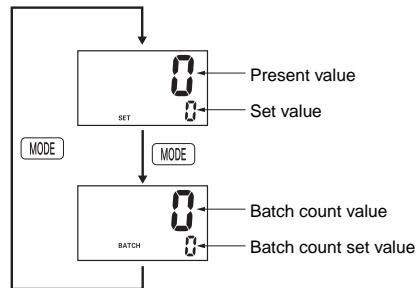 0 Present value
SET 0 Set value
MODE MODE
0 Batch count value
BATCH 0 Batch count set value